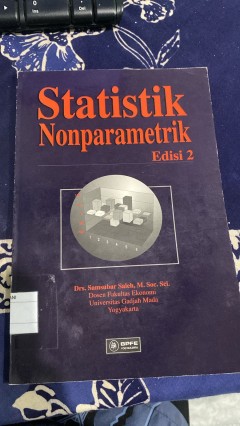 Statistik
Nonparametrik
Edisi 2
Drs. Samsubar Saleh, M. Soc. Sci.
Dosen Fakultas Ekonomi
Universitas Gadjah Mada
Yogyakarta
BPFE